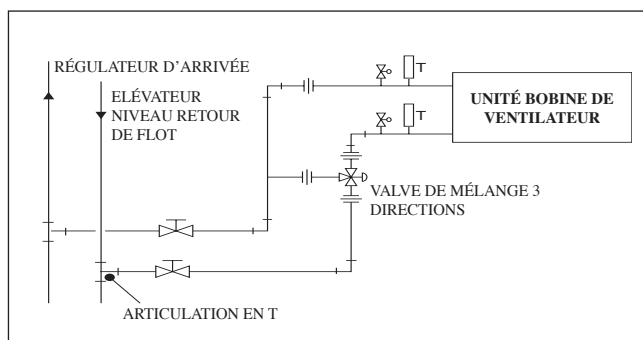 RÉGULATEUR D'ARRIVÉE
ELÉVATEUR
NIVEAU RETOUR
DE FLOT
T
T
UNITÉ BOBINE DE
VENTILATEUR
VALVE DE MÉLANGE 3
DIRECTIONS
ARTICULATION EN T